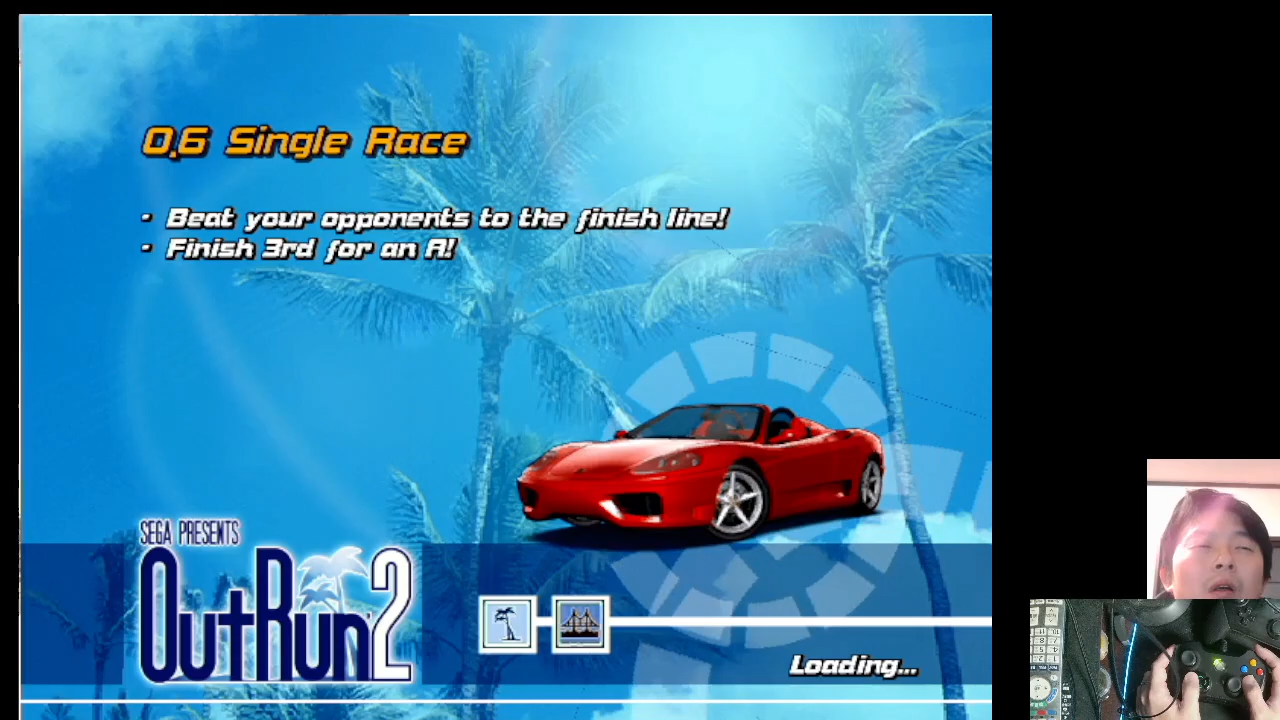 0.6 Single Race
· Beat your opponents to the finish line!
· Finish 3rd for an A!
SEGA PRESENTS
OutRun2
Loading...